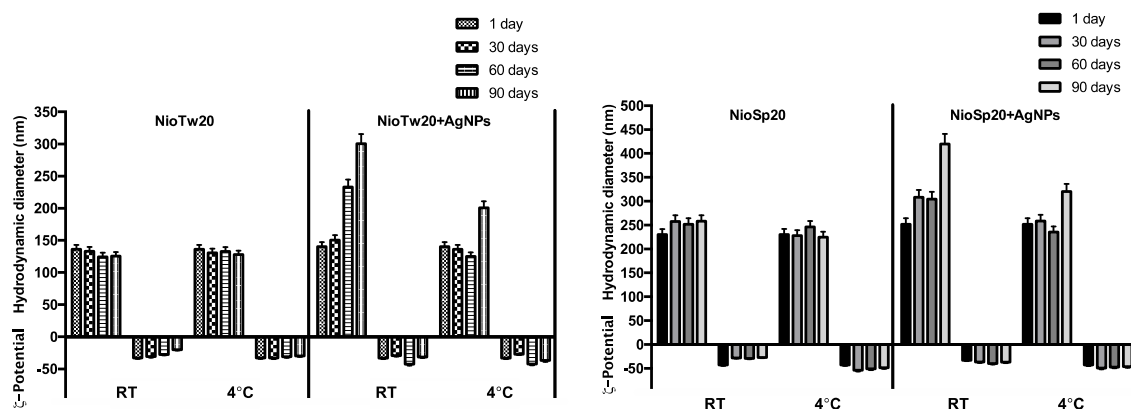 1 day
30 days
60 days
90 days
NioTw20
NioTw20+AgNPs
350
300
250
200
150
100
50
0
-50
ζ-Potential Hydrodynamic diameter (nm)
RT
4°C
RT
4°C
1 day
30 days
60 days
90 days
NioSp20
NioSp20+AgNPs
500
450
400
350
300
250
200
150
100
50
0
-50
ζ-Potential Hydrodynamic diameter (nm)
RT
4°C
RT
4°C